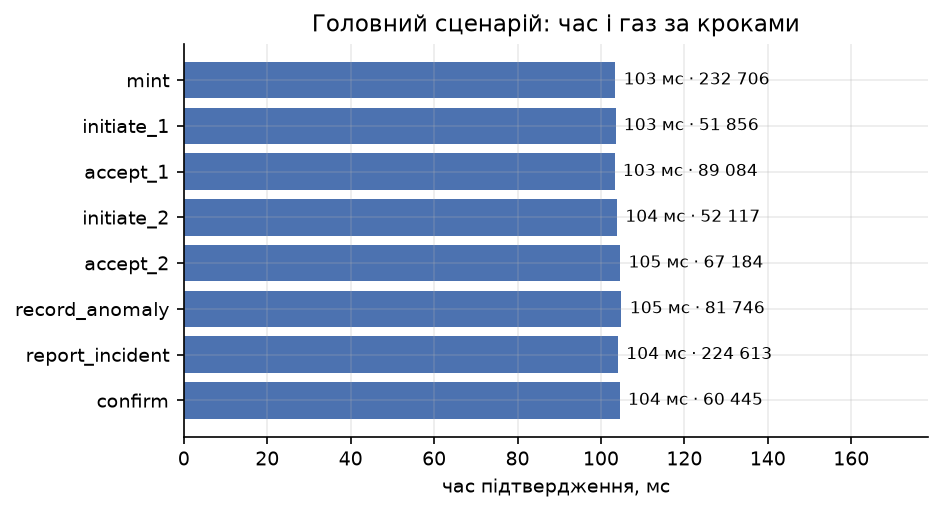 Головний сценарій: час і газ за кроками
mint 103 мс · 232 706
initiate_1 103 мс · 51 856
accept_1 103 мс · 89 084
initiate_2 104 мс · 52 117
accept_2 105 мс · 67 184
record_anomaly 105 мс · 81 746
report_incident 104 мс · 224 613
confirm 104 мс · 60 445
0 20 40 60 80 100 120 140 160
час підтвердження, мс